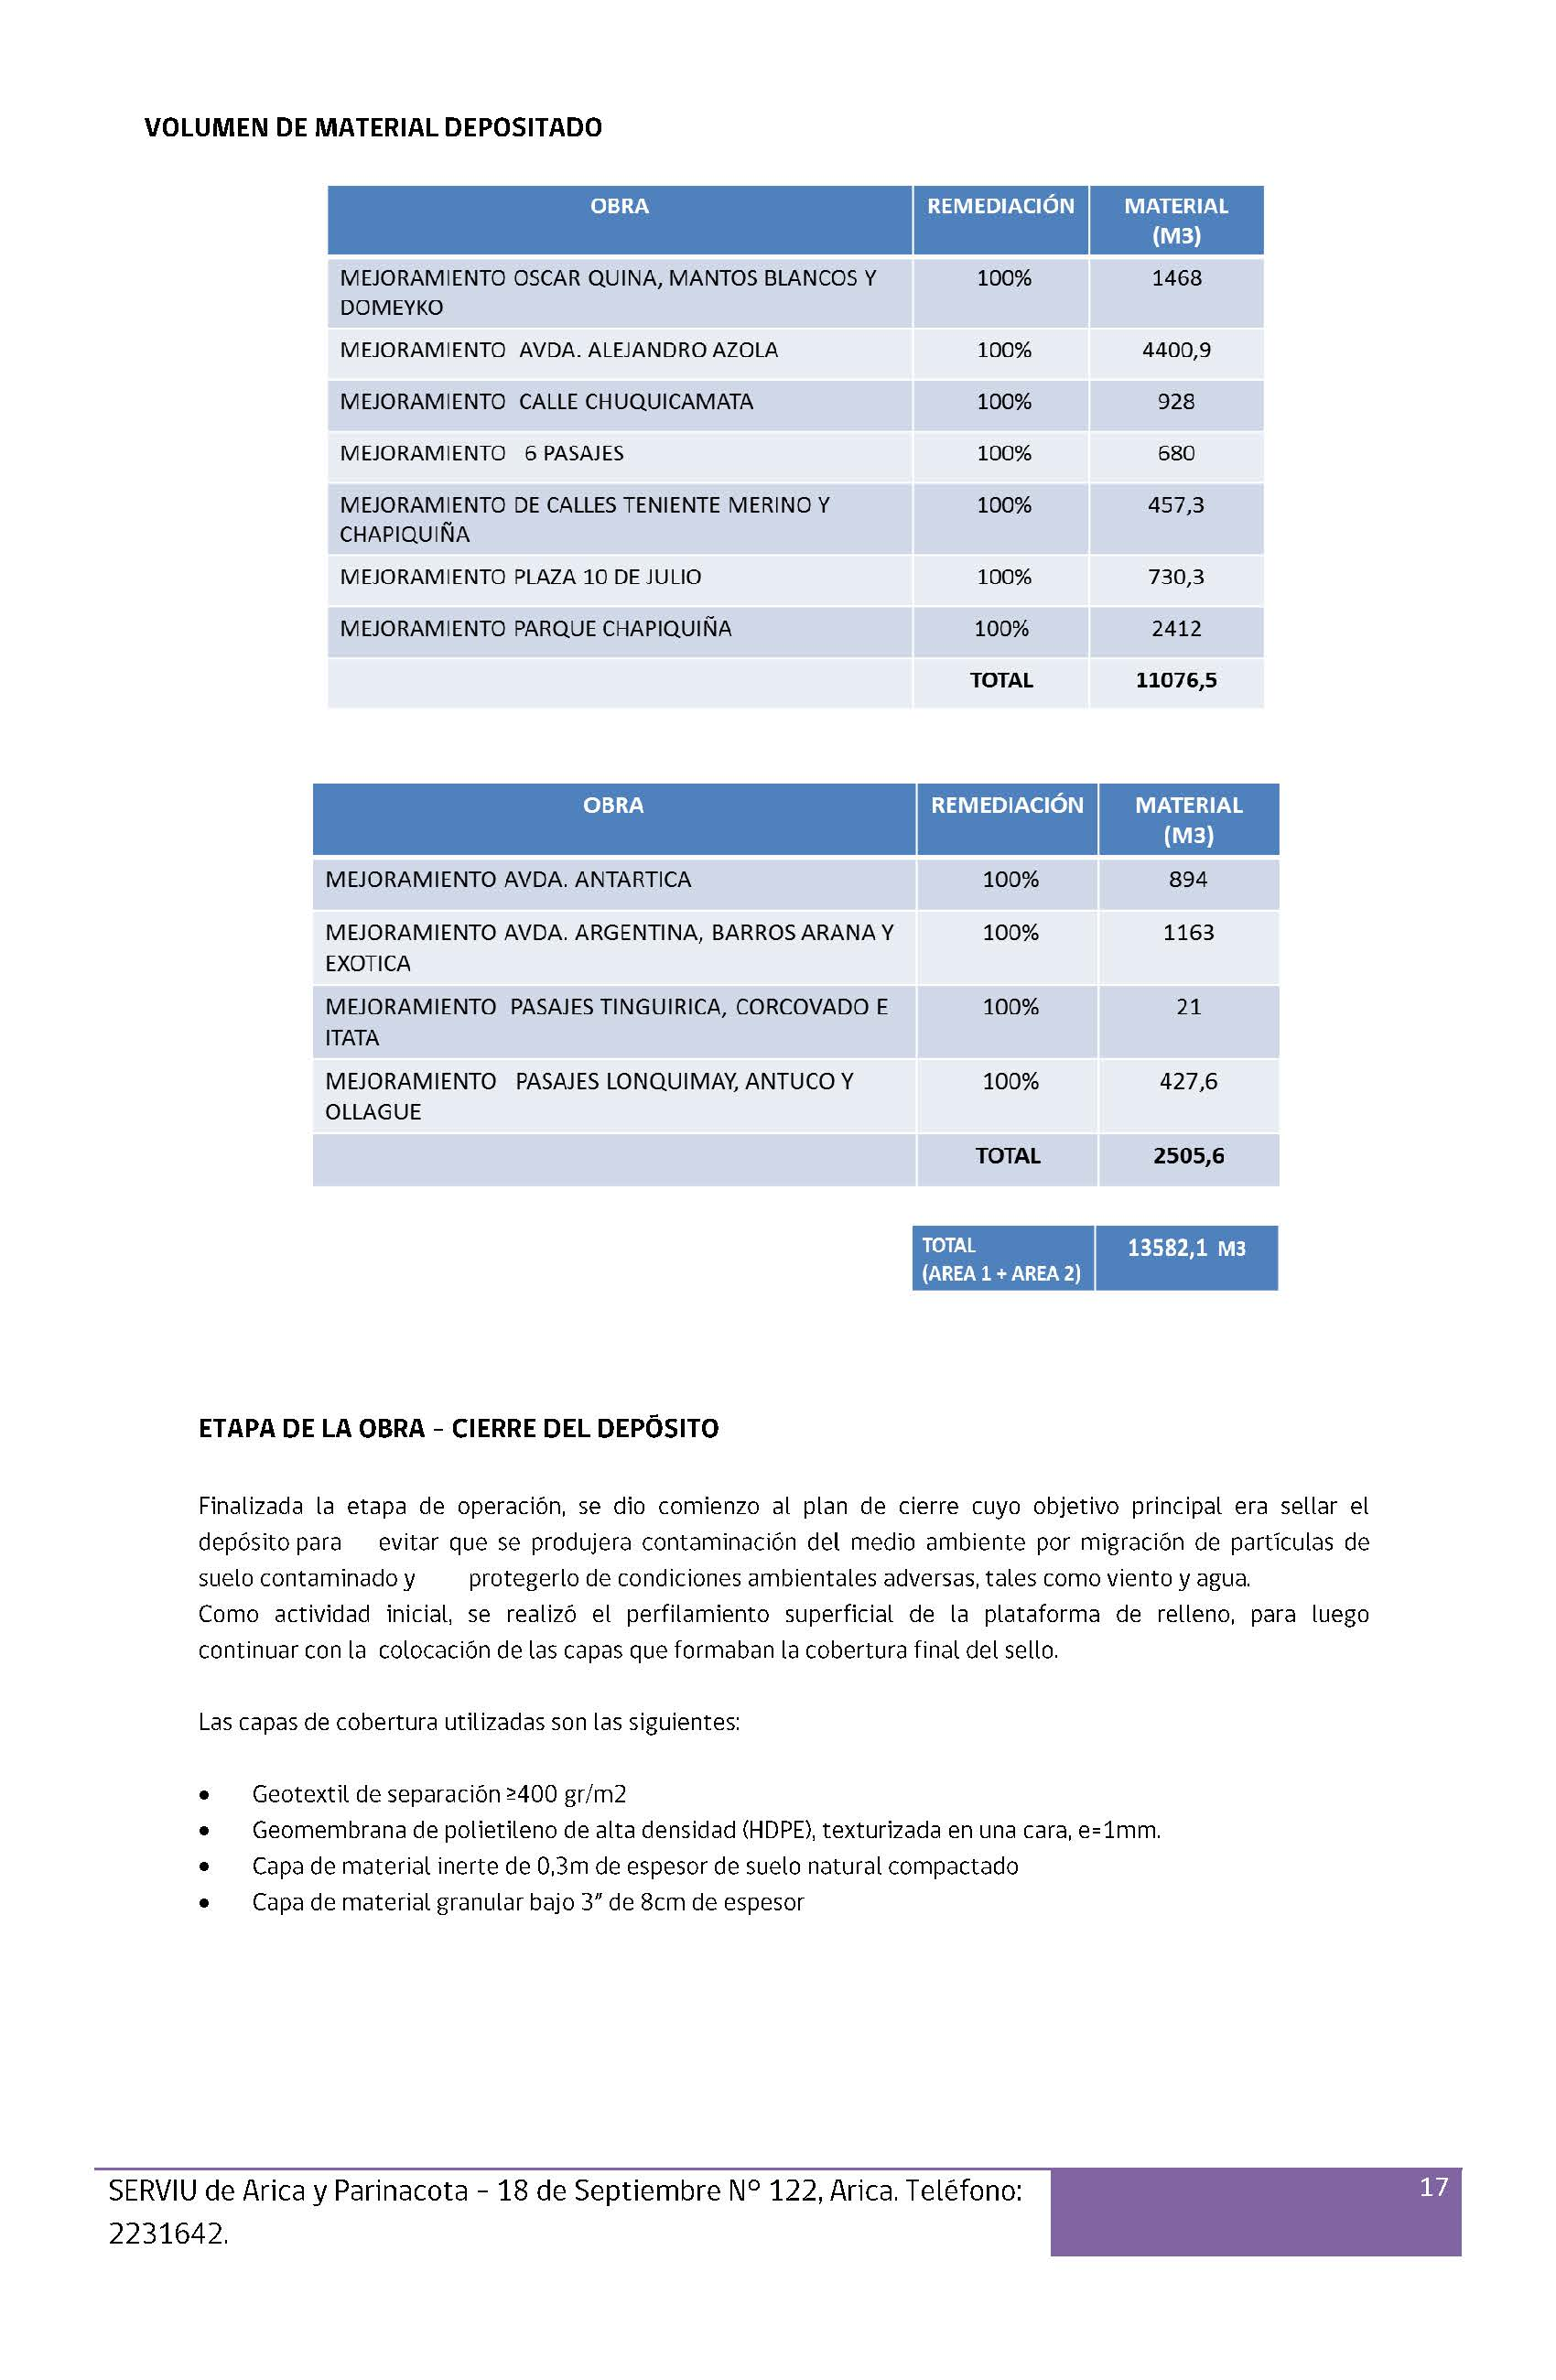 VOLUMEN DE MATERIAL DEPOSITADO
OBRA REMEDIACIÓN MATERIAL
(M3)
MEJORAMIENTO OSCAR QUINA, MANTOS BLANCOS Y 100% 1468
DOMEYKO
MEJORAMIENTO AVDA. ALEJANDRO AZOLA 100% 4400,9
MEJORAMIENTO CALLE CHUQUICAMATA 100% 928
MEJORAMIENTO 6 PASAJES 100% 680
MEJORAMIENTO DE CALLES TENIENTE MERINO Y 100% 457,3
CHAPIQUIÑA
MEJORAMIENTO PLAZA 10 DE JULIO 100% 730,3
MEJORAMIENTO PARQUE CHAPIQUIÑA 100% 2412
TOTAL 11076,5
OBRA REMEDIACIÓN MATERIAL
(M3)
MEJORAMIENTO AVDA. ANTARTICA 100% 894
MEJORAMIENTO AVDA. ARGENTINA, BARROS ARANA Y 100% 1163
EXOTICA
MEJORAMIENTO PASAJES TINGUIRICA, CORCOVADO E 100% 21
ITATA
MEJORAMIENTO PASAJES LONQUIMAY, ANTUCO Y 100% 427,6
OLLAGUE
TOTAL 2505,6
TOTAL 13582,1 M3
(AREA 1 + AREA 2)
ETAPA DE LA OBRA – CIERRE DEL DEPÓSITO
Finalizada la etapa de operación, se dio comienzo al plan de cierre cuyo objetivo principal era sellar el
depósito para evitar que se produjera contaminación del medio ambiente por migración de partículas de
suelo contaminado y protegerlo de condiciones ambientales adversas, tales como viento y agua.
Como actividad inicial, se realizó el perfilamiento superficial de la plataforma de relleno, para luego
continuar con la colocación de las capas que formaban la cobertura final del sello.
Las capas de cobertura utilizadas son las siguientes:
• Geotextil de separación ≥400 gr/m2
• Geomembrana de polietileno de alta densidad (HDPE), texturizada en una cara, e=1mm.
• Capa de material inerte de 0,3m de espesor de suelo natural compactado
• Capa de material granular bajo 3” de 8cm de espesor
SERVIU de Arica y Parinacota – 18 de Septiembre Nº 122, Arica. Teléfono: 17
2231642.